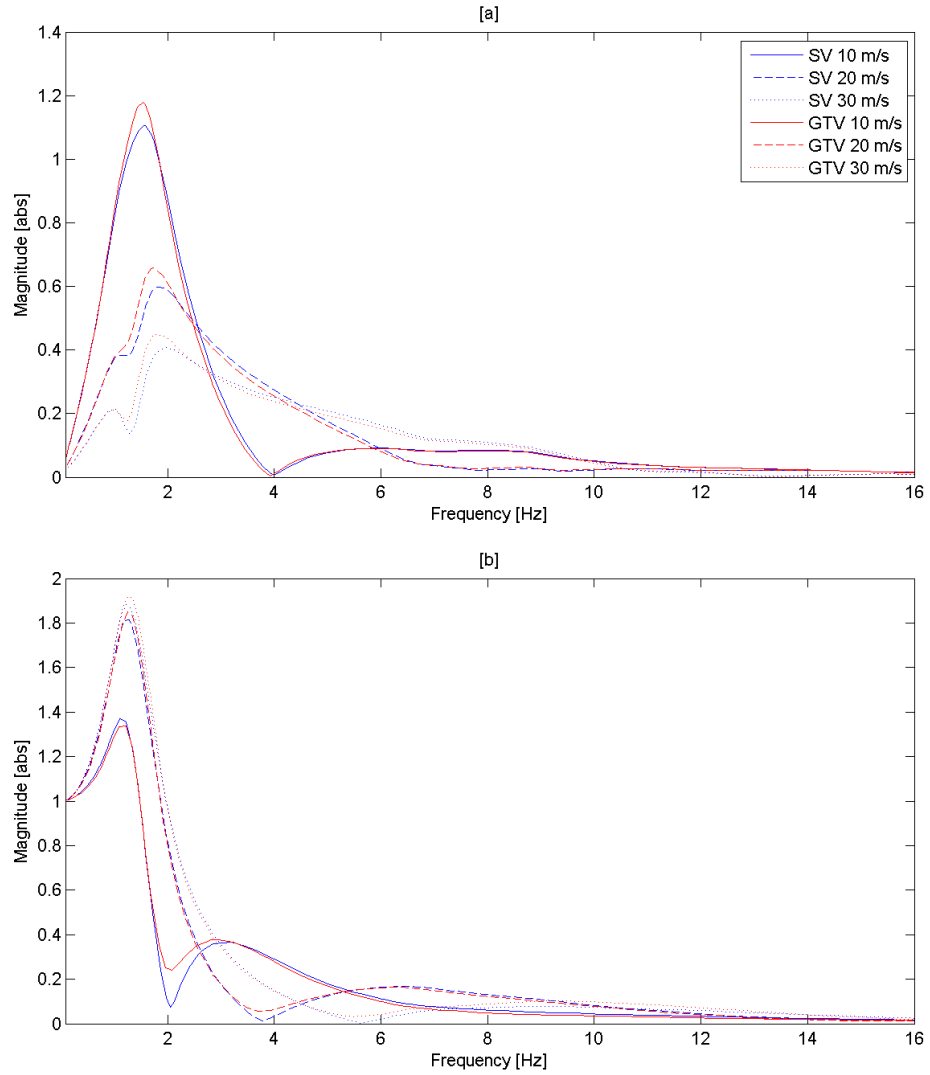 [a]
1.4
1.2
1
0.8
0.6
0.4
0.2
0
Magnitude [abs]
SV 10 m/s
SV 20 m/s
SV 30 m/s
GTV 10 m/s
GTV 20 m/s
GTV 30 m/s
2 4 6 8 10 12 14 16
Frequency [Hz]
[b]
2
1.8
1.6
1.4
1.2
1
0.8
0.6
0.4
0.2
0
Magnitude [abs]
2 4 6 8 10 12 14 16
Frequency [Hz]